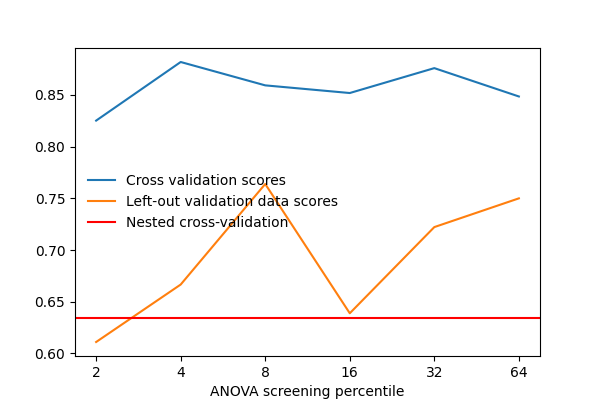 0.85
0.80
0.75
0.70
0.65
0.60
Cross validation scores
Left-out validation data scores
Nested cross-validation
2 4 8 16 32 64
ANOVA screening percentile